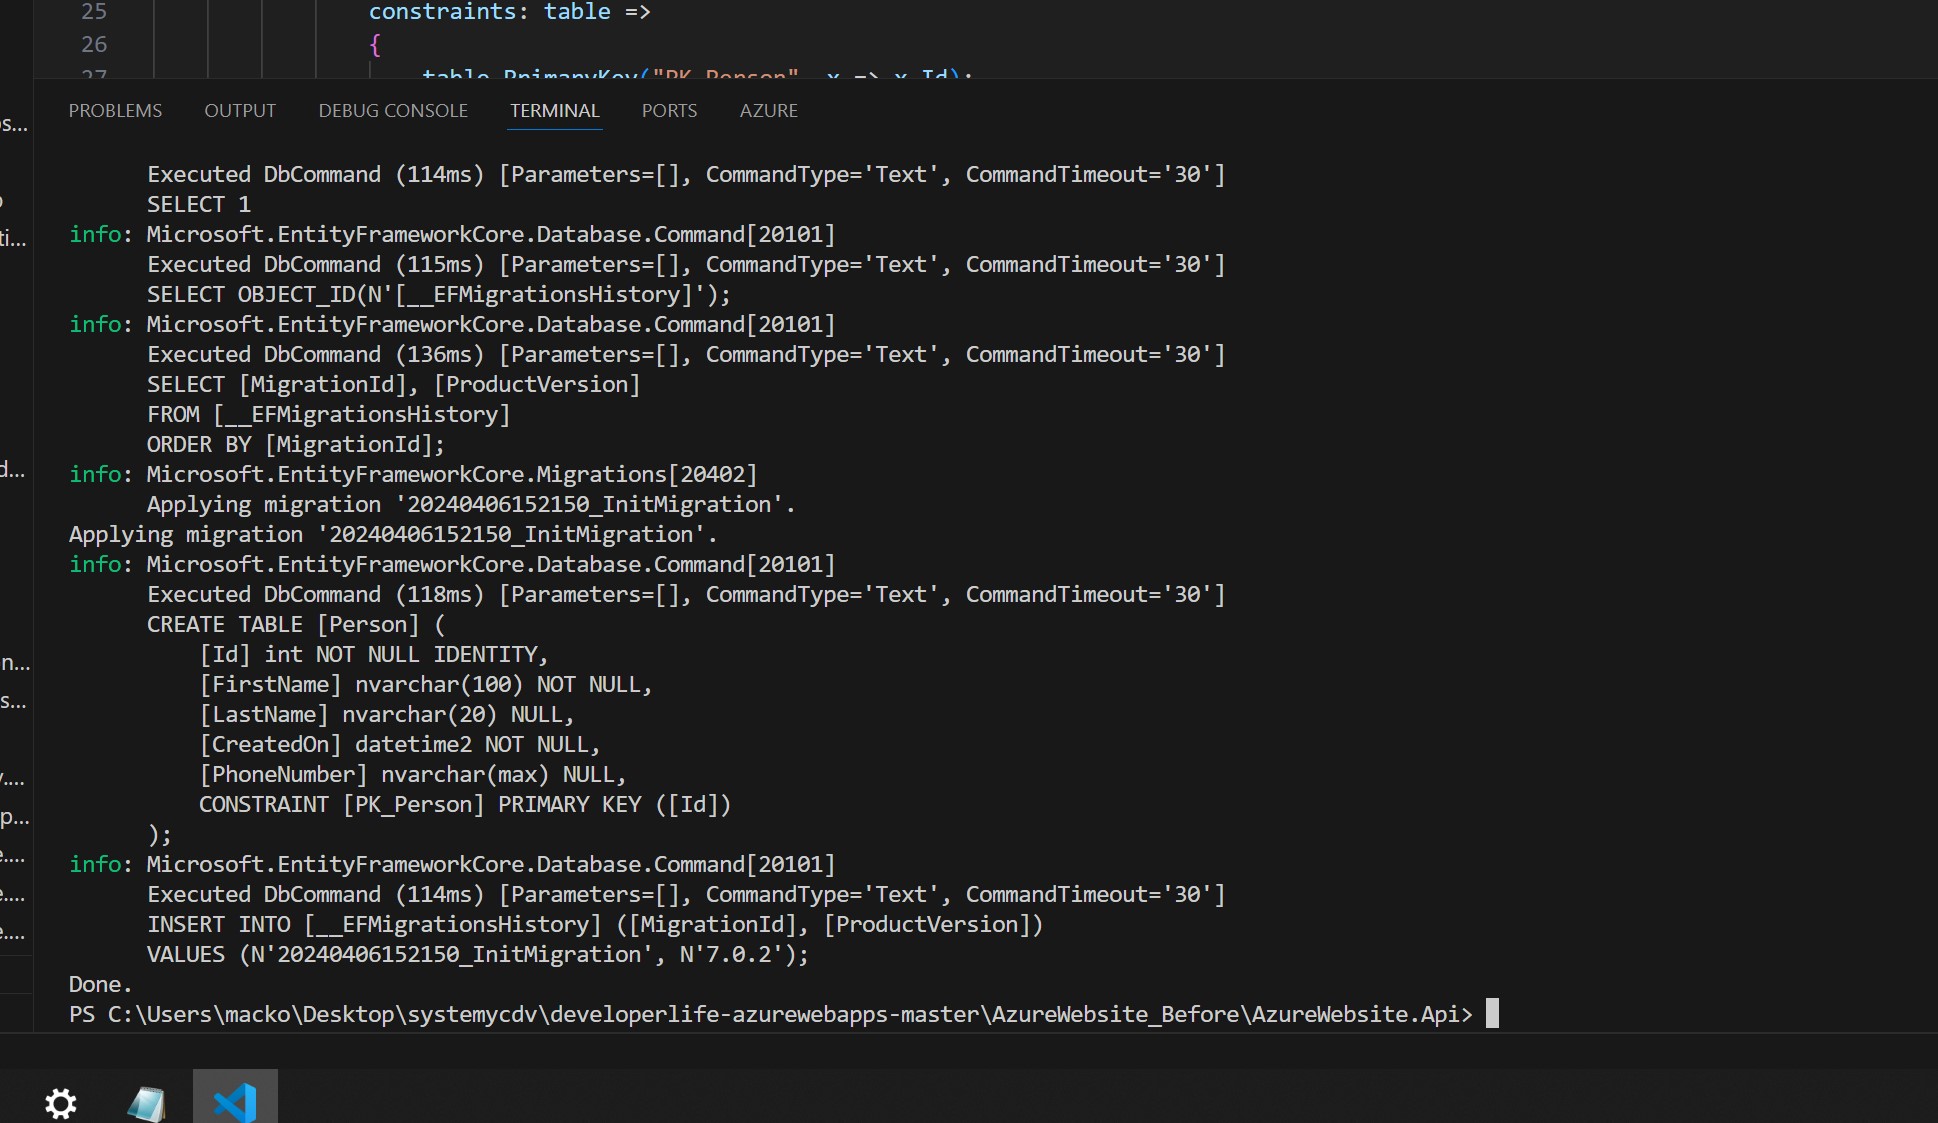 25 constraints: table =>
26 {
27 table.PrimaryKey("PK_Person", x => x.Id);
PROBLEMS OUTPUT DEBUG CONSOLE TERMINAL PORTS AZURE
Executed DbCommand (114ms) [Parameters=[], CommandType='Text', CommandTimeout='30']
SELECT 1
info: Microsoft.EntityFrameworkCore.Database.Command[20101]
Executed DbCommand (115ms) [Parameters=[], CommandType='Text', CommandTimeout='30']
SELECT OBJECT_ID(N'[__EFMigrationsHistory]');
info: Microsoft.EntityFrameworkCore.Database.Command[20101]
Executed DbCommand (136ms) [Parameters=[], CommandType='Text', CommandTimeout='30']
SELECT [MigrationId], [ProductVersion]
FROM [__EFMigrationsHistory]
ORDER BY [MigrationId];
info: Microsoft.EntityFrameworkCore.Migrations[20402]
Applying migration '20240406152150_InitMigration'.
Applying migration '20240406152150_InitMigration'.
info: Microsoft.EntityFrameworkCore.Database.Command[20101]
Executed DbCommand (118ms) [Parameters=[], CommandType='Text', CommandTimeout='30']
CREATE TABLE [Person] (
[Id] int NOT NULL IDENTITY,
[FirstName] nvarchar(100) NOT NULL,
[LastName] nvarchar(20) NULL,
[CreatedOn] datetime2 NOT NULL,
[PhoneNumber] nvarchar(max) NULL,
CONSTRAINT [PK_Person] PRIMARY KEY ([Id])
);
info: Microsoft.EntityFrameworkCore.Database.Command[20101]
Executed DbCommand (114ms) [Parameters=[], CommandType='Text', CommandTimeout='30']
INSERT INTO [__EFMigrationsHistory] ([MigrationId], [ProductVersion])
VALUES (N'20240406152150_InitMigration', N'7.0.2');
Done.
PS C:\Users\macko\Desktop\systemycdv\developerlife-azurewebapps-master\AzureWebsite_Before\AzureWebsite.Api>